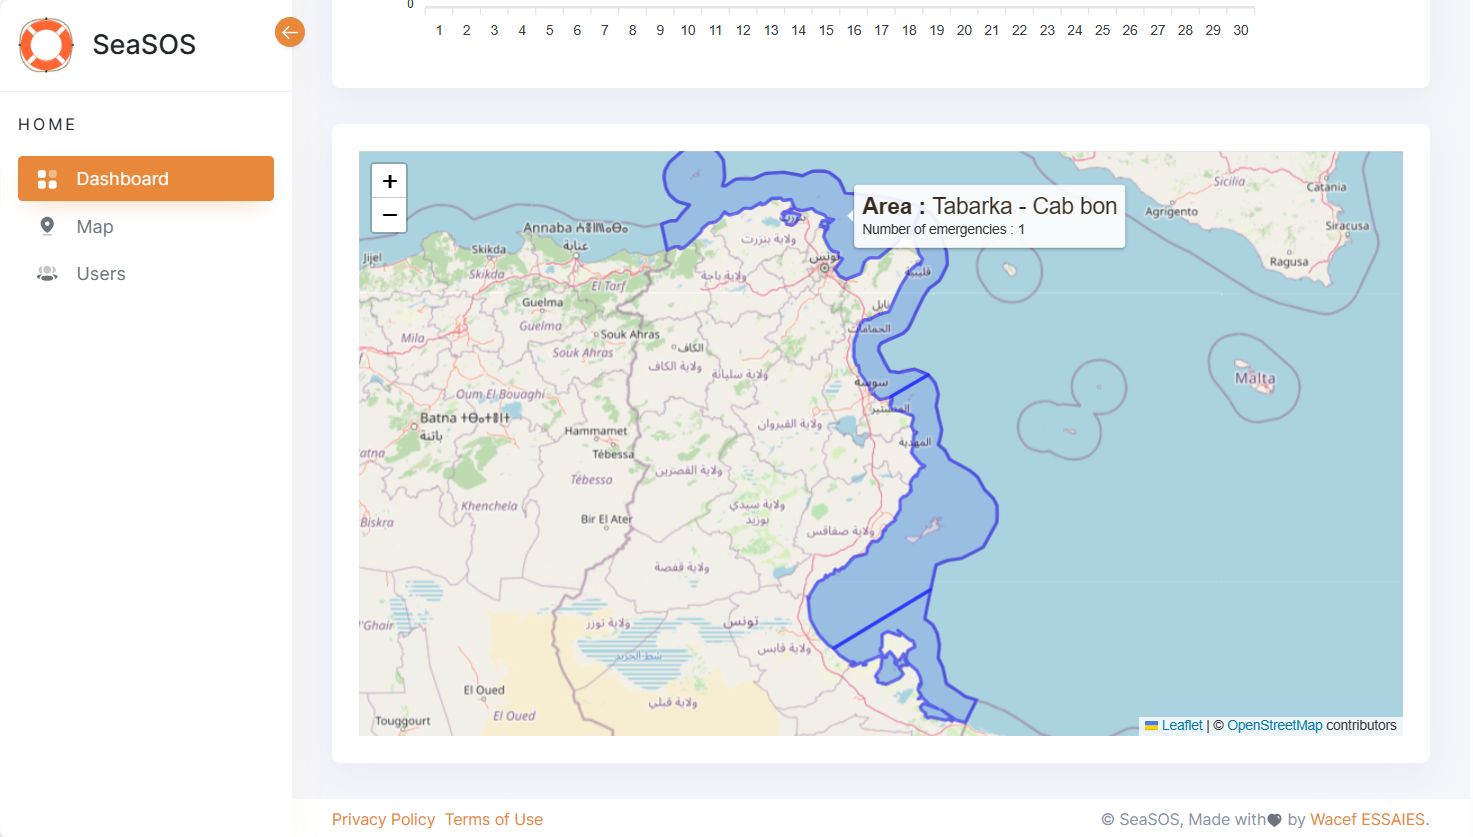 SeaSOS
HOME
Dashboard
Map
Users
0
1 2 3 4 5 6 7 8 9 10 11 12 13 14 15 16 17 18 19 20 21 22 23 24 25 26 27 28 29 30
+
−
Area : Tabarka - Cab bon
Number of emergencies : 1
Sicilia
Catania
Agrigento
Siracusa
Ragusa
Annaba ⵄⵏⵏⴰⴱⴰ
عنابة
بنزرت
ولاية بنزرت
Jijel
Skikda
Skikda
تونس
قليبية
ولاية باجة
El Tarf
Guelma
نابل
Guelma
الحمامات
Mila
Souk Ahras
الكاف
Souk Ahras
ولاية الكاف
ولاية سليانة
سوسة
Malta
Oum El Bouaghi
المنستير
Batna ⵜⴱⴰⵜⴻⵏⵜ
باتنة
ولاية القيروان
Hammamet
المهدية
atna
Tébessa
ولاية القصرين
Tébessa
Khenchela
ولاية سيدي
بوزيد
Biskra
Bir El Ater
ولاية صفاقس
ولاية قفصة
'Ghair
ولاية توزر
تونس
ولاية قابس
شط الجريد
El Oued
ولاية قبلي
El Oued
Touggourt
Leaflet | © OpenStreetMap contributors
Privacy Policy Terms of Use
© SeaSOS, Made with by Wacef ESSAIES.